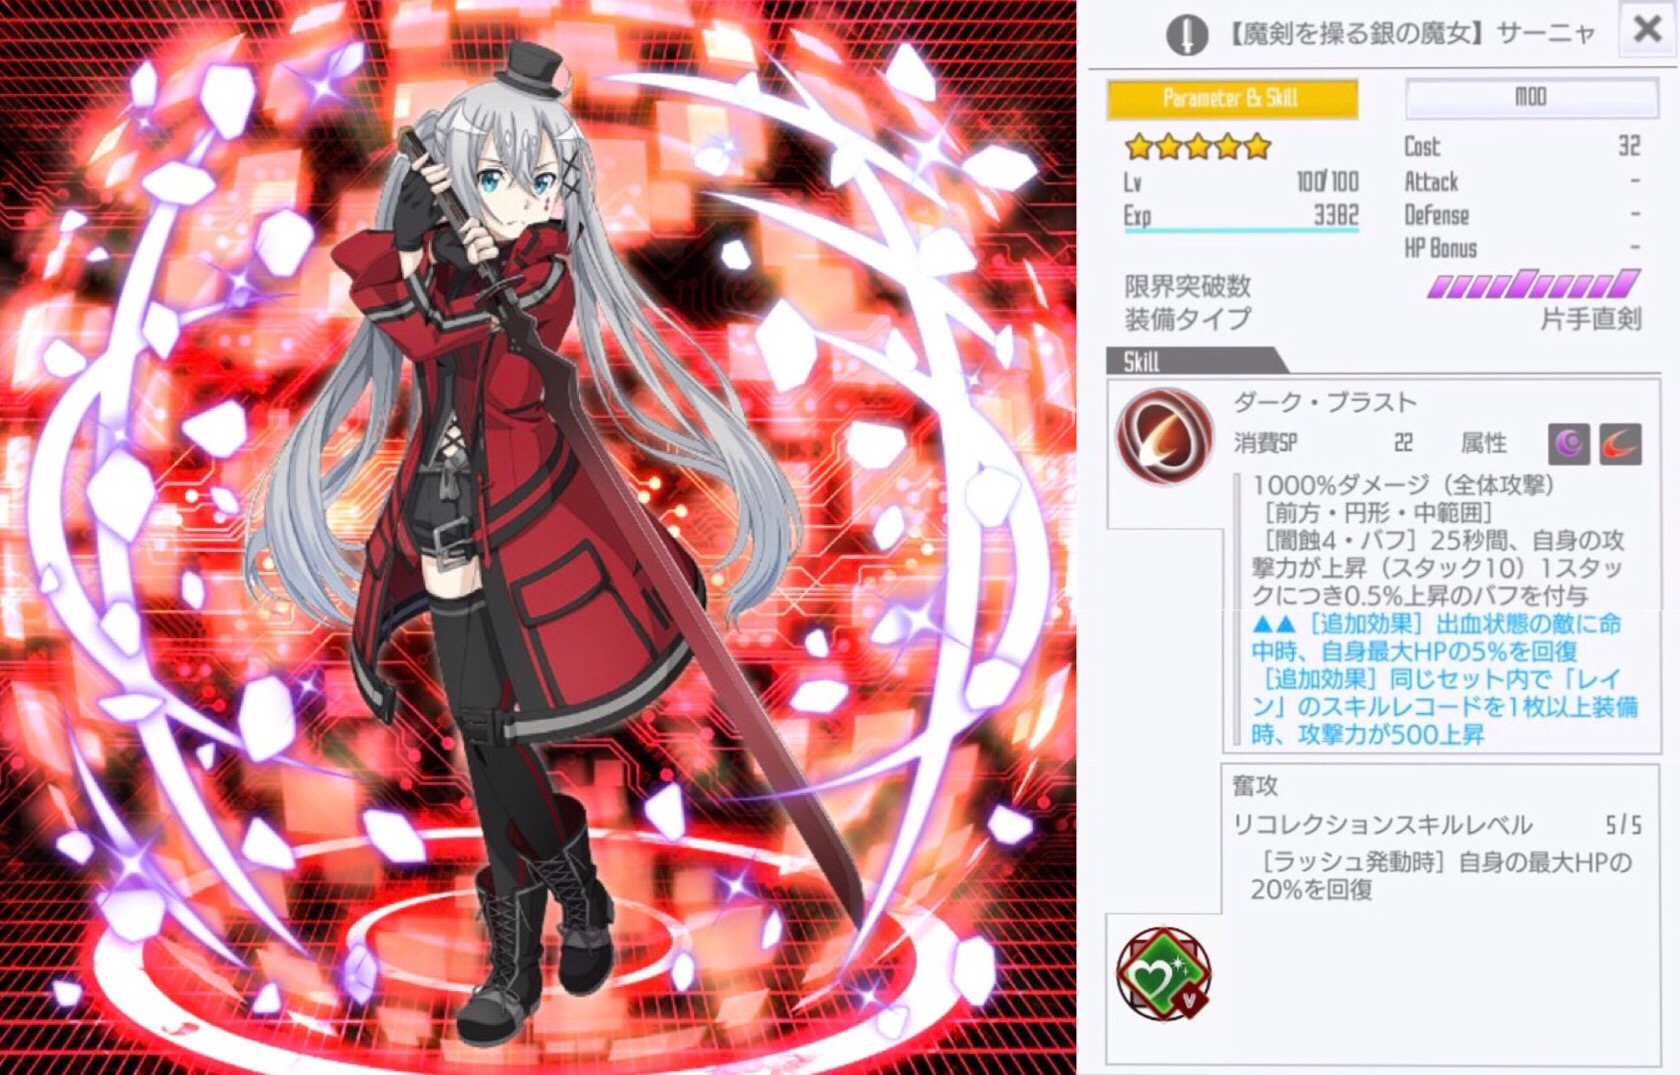 【魔剣を操る銀の魔女】サーニャ
Parameter & Skill
MOD
Cost 32
Lv 100/100
Attack -
Exp 3382
Defense -
HP Bonus -
限界突破数
装備タイプ 片手直剣
Skill
ダーク・ブラスト
消費SP 22 属性
1000%ダメージ（全体攻撃）
［前方・円形・中範囲］
［闇蝕4・バフ］25秒間、自身の攻
撃力が上昇（スタック10）1スタッ
クにつき0.5%上昇のバフを付与
▲▲［追加効果］出血状態の敵に命
中時、自身最大HPの5%を回復
［追加効果］同じセット内で「レイ
ン」のスキルレコードを1枚以上装備
時、攻撃力が500上昇
奮攻
リコレクションスキルレベル 5/5
［ラッシュ発動時］自身の最大HPの
20%を回復
V